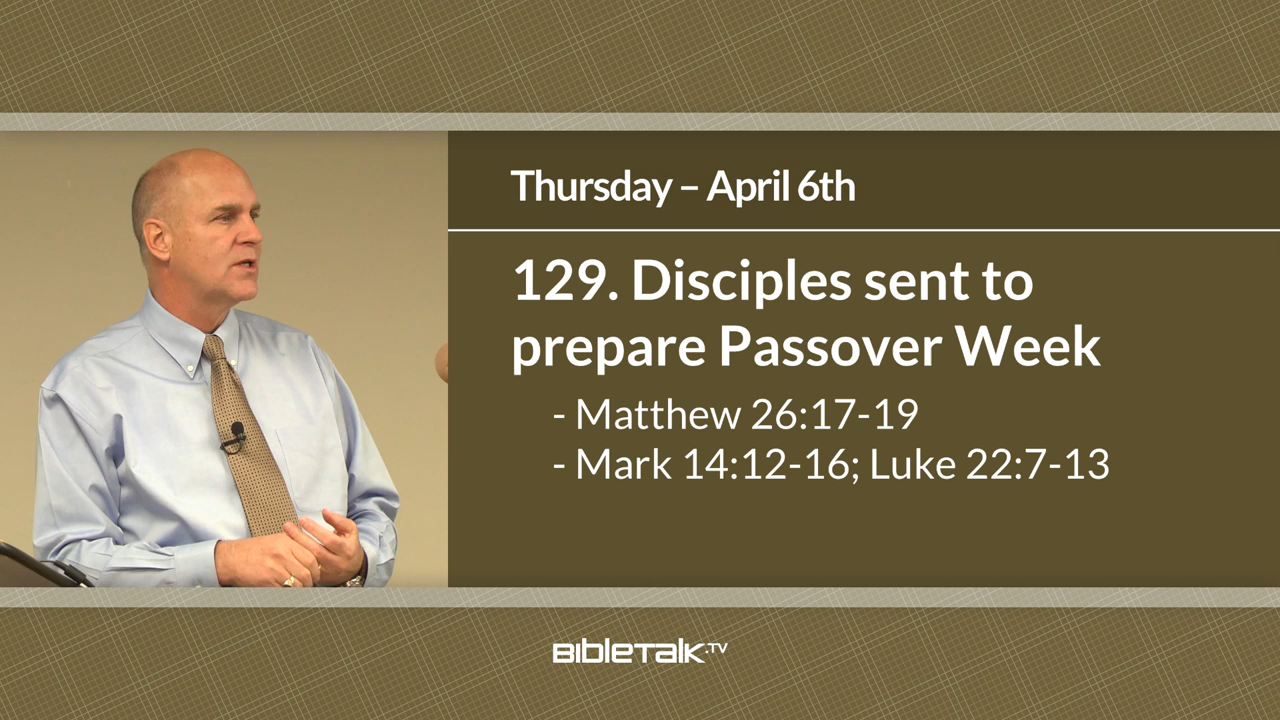 Thursday – April 6th
129. Disciples sent to
prepare Passover Week
- Matthew 26:17-19
- Mark 14:12-16; Luke 22:7-13
BibleTalk.TV